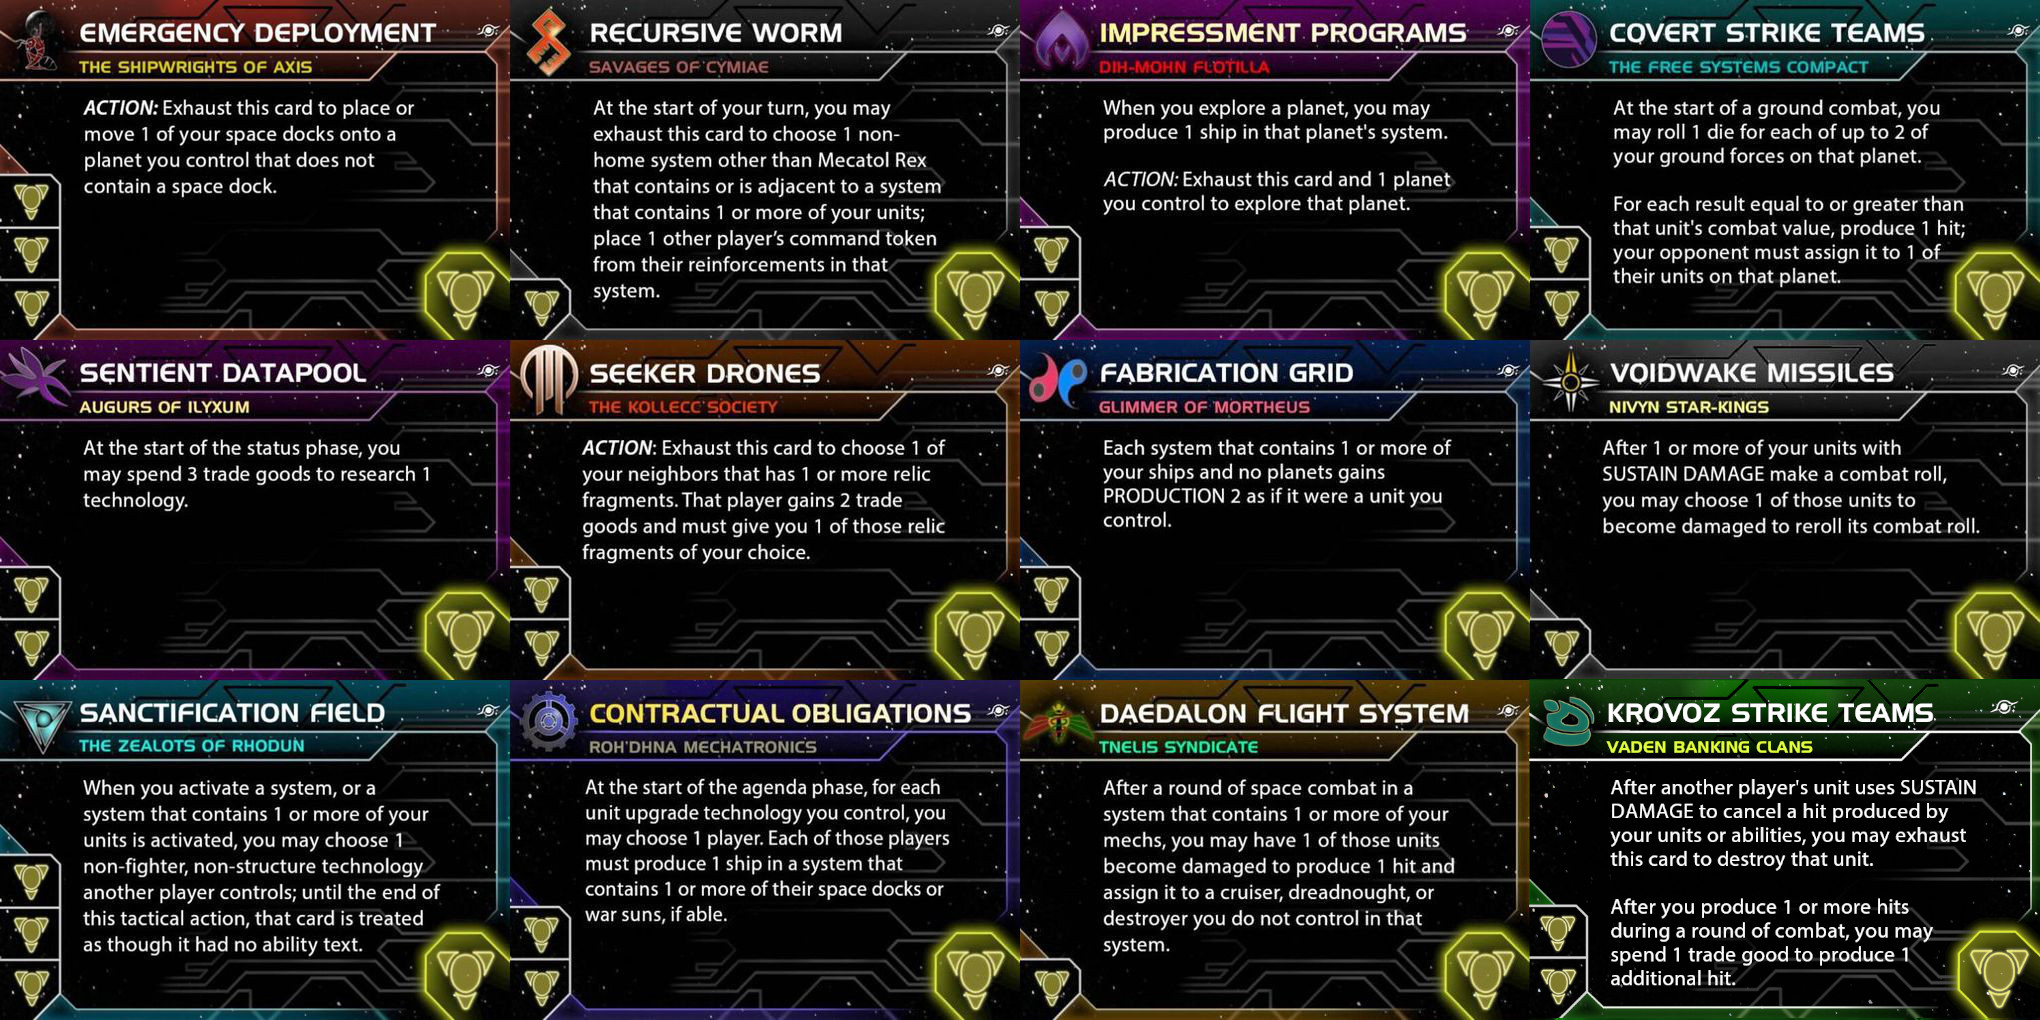 EMERGENCY DEPLOYMENT
THE SHIPWRIGHTS OF AXIS
ACTION: Exhaust this card to place or
move 1 of your space docks onto a
planet you control that does not
contain a space dock.
RECURSIVE WORM
SAVAGES OF CYMIAE
At the start of your turn, you may
exhaust this card to choose 1 non-
home system other than Mecatol Rex
that contains or is adjacent to a system
that contains 1 or more of your units;
place 1 other player's command token
from their reinforcements in that
system.
IMPRESSMENT PROGRAMS
DIH-MOHN FLOTILLA
When you explore a planet, you may
produce 1 ship in that planet's system.
ACTION: Exhaust this card and 1 planet
you control to explore that planet.
COVERT STRIKE TEAMS
THE FREE SYSTEMS COMPACT
At the start of a ground combat, you
may roll 1 die for each of up to 2 of
your ground forces on that planet.
For each result equal to or greater than
that unit's combat value, produce 1 hit;
your opponent must assign it to 1 of
their units on that planet.
SENTIENT DATAPOOL
AUGURS OF ILYXUM
At the start of the status phase, you
may spend 3 trade goods to research 1
technology.
SEEKER DRONES
THE KOLLECC SOCIETY
ACTION: Exhaust this card to choose 1 of
your neighbors that has 1 or more relic
fragments. That player gains 2 trade
goods and must give you 1 of those relic
fragments of your choice.
FABRICATION GRID
GLIMMER OF MORTHEUS
Each system that contains 1 or more of
your ships and no planets gains
PRODUCTION 2 as if it were a unit you
control.
VOIDWAKE MISSILES
NIVYN STAR-KINGS
After 1 or more of your units with
SUSTAIN DAMAGE make a combat roll,
you may choose 1 of those units to
become damaged to reroll its combat roll.
SANCTIFICATION FIELD
THE ZEALOTS OF RHODUN
When you activate a system, or a
system that contains 1 or more of your
units is activated, you may choose 1
non-fighter, non-structure technology
another player controls; until the end of
this tactical action, that card is treated
as though it had no ability text.
CONTRACTUAL OBLIGATIONS
ROH'DHNA MECHATRONICS
At the start of the agenda phase, for each
unit upgrade technology you control, you
may choose 1 player. Each of those players
must produce 1 ship in a system that
contains 1 or more of their space docks or
war suns, if able.
DAEDALON FLIGHT SYSTEM
TNELIS SYNDICATE
After a round of space combat in a
system that contains 1 or more of your
mechs, you may have 1 of those units
become damaged to produce 1 hit and
assign it to a cruiser, dreadnought, or
destroyer you do not control in that
system.
KROVOZ STRIKE TEAMS
VADEN BANKING CLANS
After another player's unit uses SUSTAIN
DAMAGE to cancel a hit produced by
your units or abilities, you may exhaust
this card to destroy that unit.
After you produce 1 or more hits
during a round of combat, you may
spend 1 trade good to produce 1
additional hit.